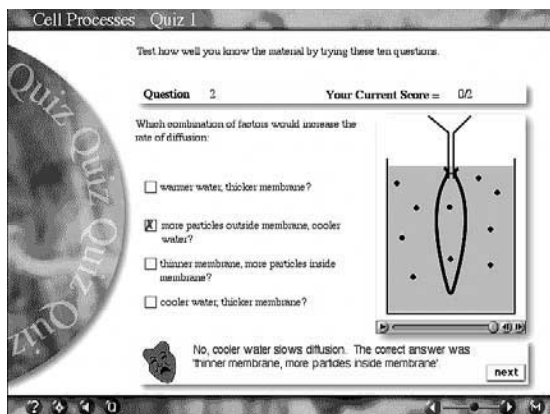 Cell Processes Quiz 1
Quiz Quiz Quiz Quiz
Test how well you know the material by trying these ten questions.
Question 2 Your Current Score = 0/2
Which combination of factors would increase the
rate of diffusion:
warmer water, thicker membrane?
X more particles outside membrane, cooler
water?
thinner membrane, more particles inside
membrane?
cooler water, thicker membrane?
No, cooler water slows diffusion. The correct answer was
'thinner membrane, more particles inside membrane'.
next
? M